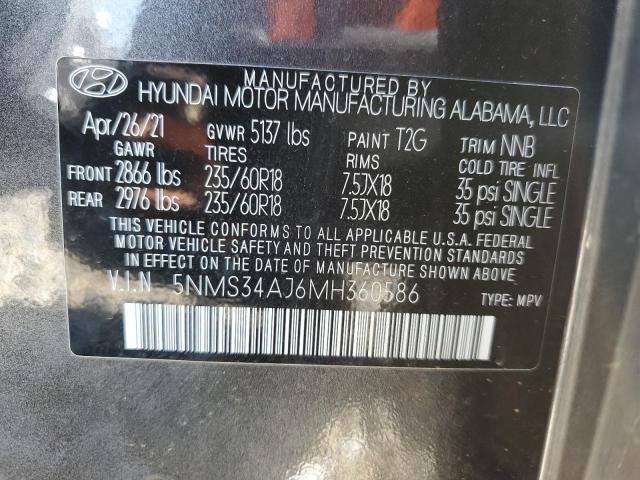 MANUFACTURED BY
HYUNDAI MOTOR MANUFACTURING ALABAMA, LLC
Apr/26/21 GVWR 5137 lbs PAINT T2G TRIM NNB
GAWR TIRES RIMS COLD TIRE INFL
FRONT 2866 lbs 235/60R18 7.5JX18 35 psi SINGLE
REAR 2976 lbs 235/60R18 7.5JX18 35 psi SINGLE
THIS VEHICLE CONFORMS TO ALL APPLICABLE U.S.A. FEDERAL
MOTOR VEHICLE SAFETY AND THEFT PREVENTION STANDARDS
IN EFFECT ON THE DATE OF MANUFACTURE SHOWN ABOVE.
V.I.N 5NMS34AJ6MH360586 TYPE: MPV